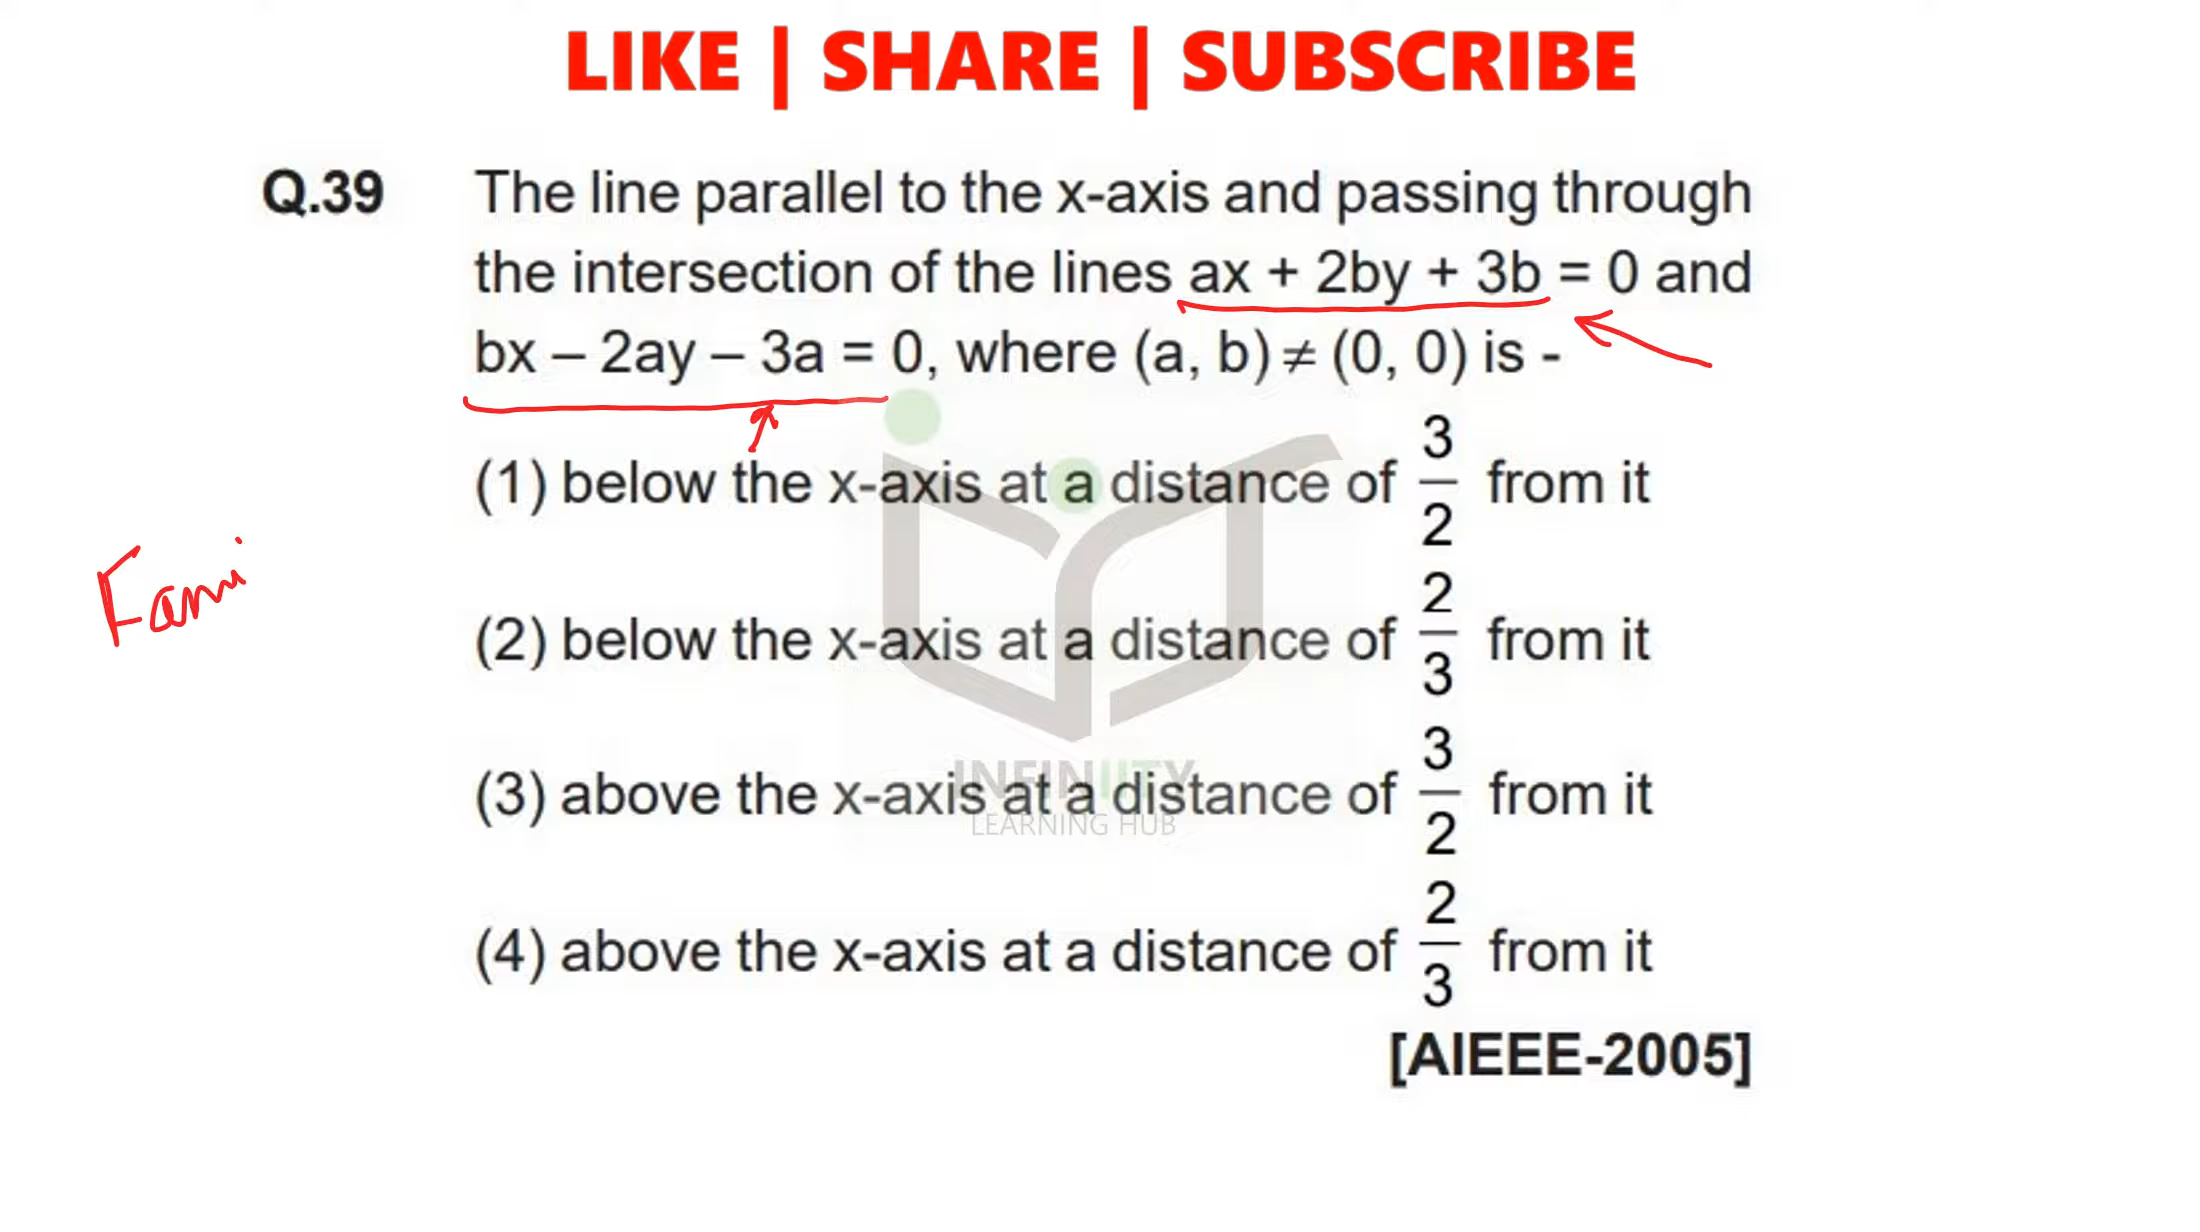 LIKE | SHARE | SUBSCRIBE
Q.39 The line parallel to the x-axis and passing through
the intersection of the lines ax + 2by + 3b = 0 and
bx – 2ay – 3a = 0, where (a, b) ≠ (0, 0) is -
(1) below the x-axis at a distance of 3/2 from it
(2) below the x-axis at a distance of 2/3 from it
Fami
(3) above the x-axis at a distance of 3/2 from it
(4) above the x-axis at a distance of 2/3 from it
INFINIITY
LEARNING HUB
[AIEEE-2005]